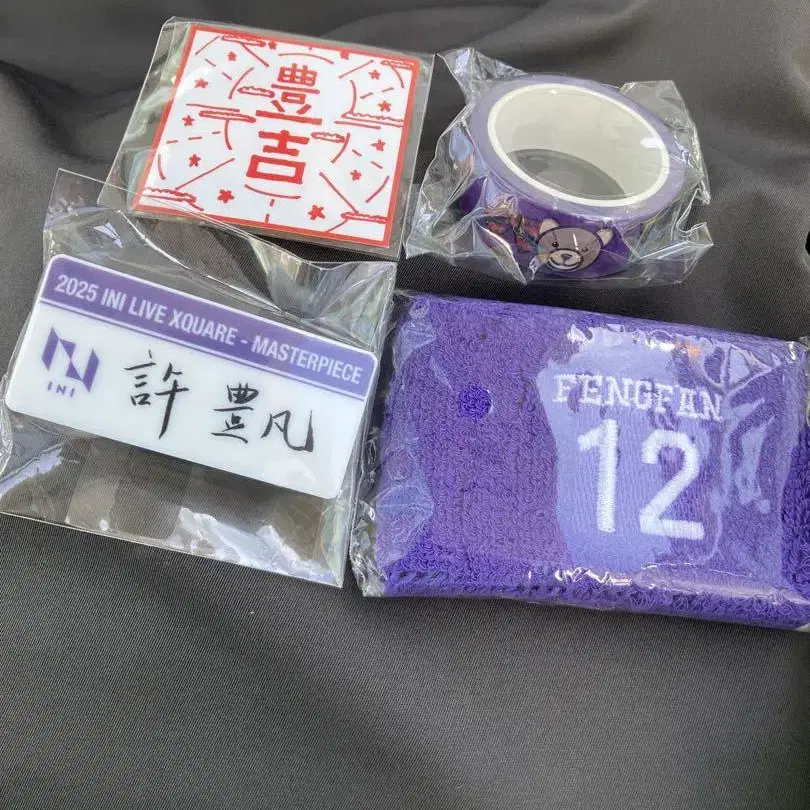 豊吉
2025 INI LIVE XQUARE - MASTERPIECE
INI
許豊凡
FENGFAN
12